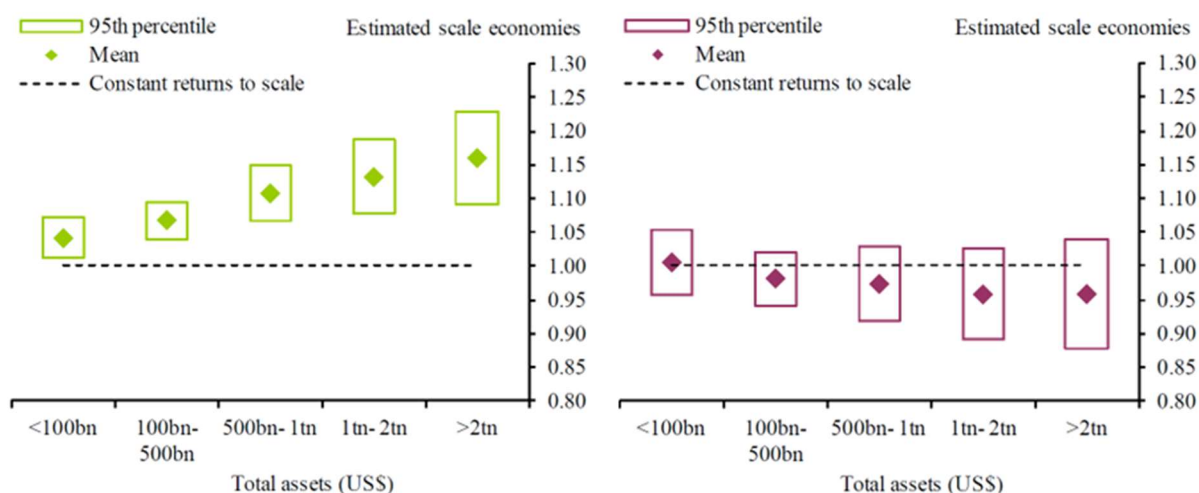 95th percentile
Mean
Constant returns to scale
Estimated scale economies
1.30
1.25
1.20
1.15
1.10
1.05
1.00
0.95
0.90
0.85
0.80
<100bn 100bn- 500bn- 1tn 1tn- 2tn >2tn
500bn
Total assets (US$)
95th percentile
Mean
Constant returns to scale
Estimated scale economies
1.30
1.25
1.20
1.15
1.10
1.05
1.00
0.95
0.90
0.85
0.80
<100bn 100bn- 500bn- 1tn 1tn- 2tn >2tn
500bn
Total assets (US$)